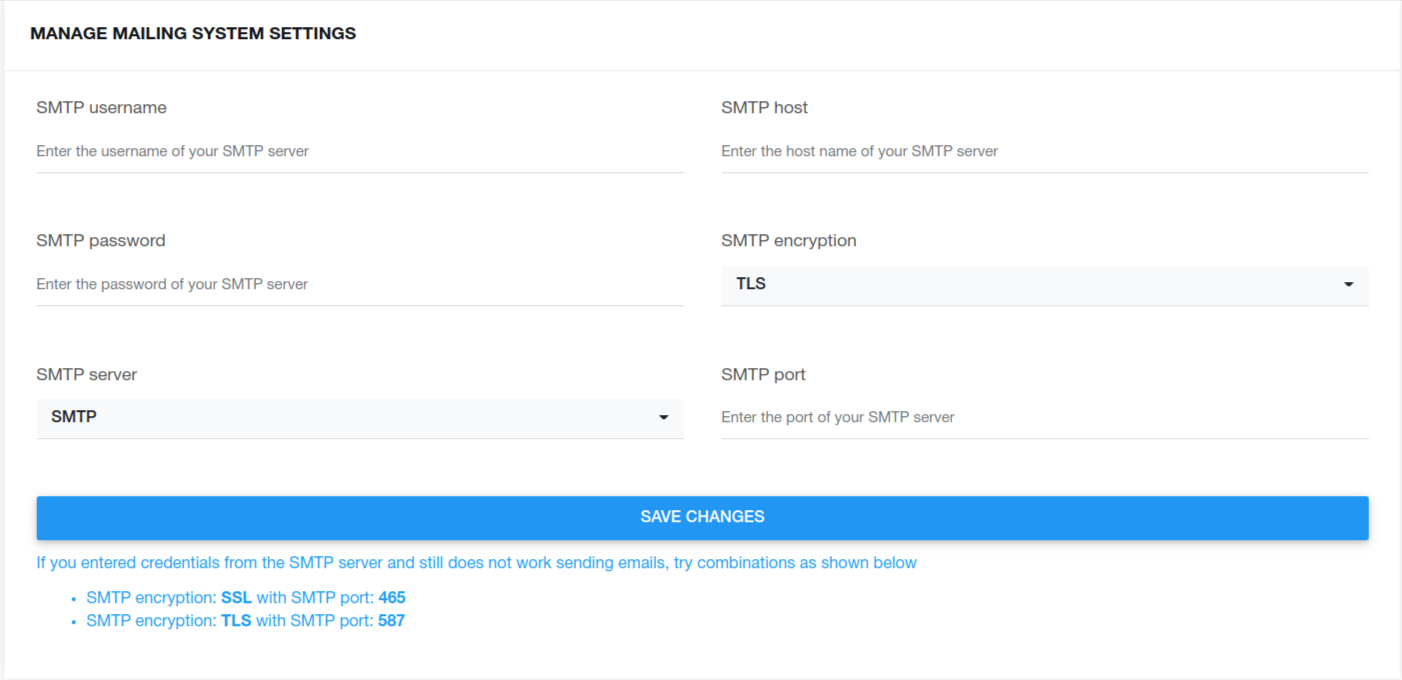 MANAGE MAILING SYSTEM SETTINGS
SMTP username
Enter the username of your SMTP server
SMTP host
Enter the host name of your SMTP server
SMTP password
Enter the password of your SMTP server
SMTP encryption
TLS
SMTP server
SMTP
SMTP port
Enter the port of your SMTP server
SAVE CHANGES
If you entered credentials from the SMTP server and still does not work sending emails, try combinations as shown below
• SMTP encryption: SSL with SMTP port: 465
• SMTP encryption: TLS with SMTP port: 587